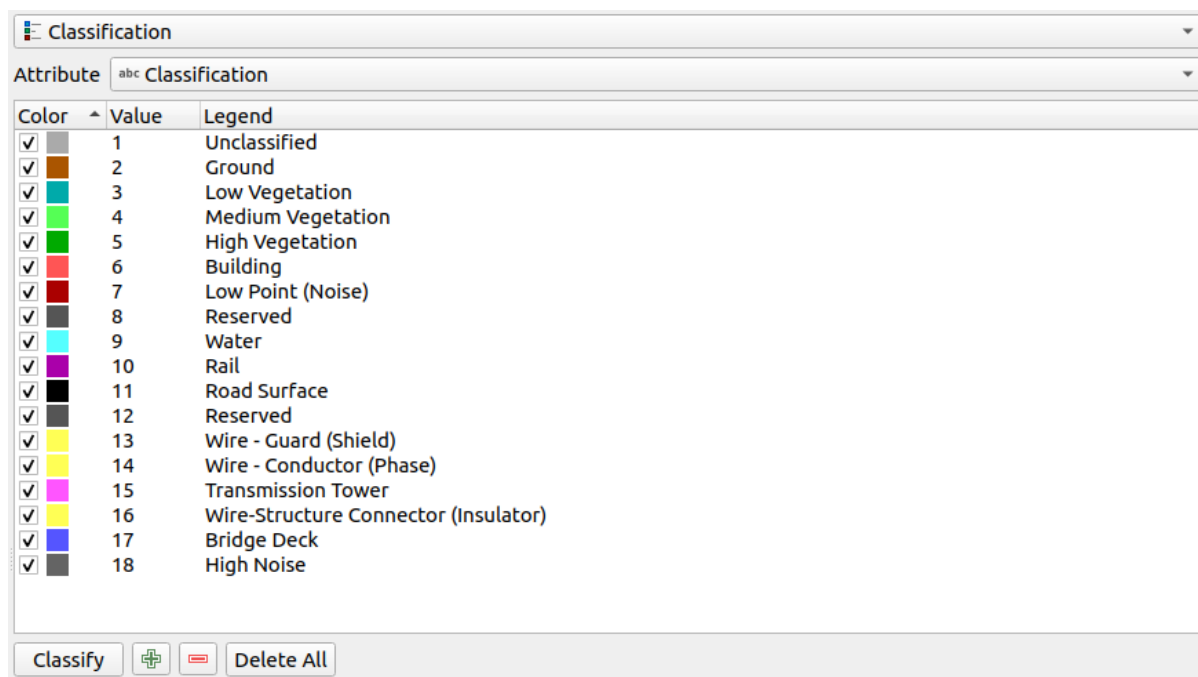 Classification
Attribute abc Classification
Color Value Legend
1 Unclassified
2 Ground
3 Low Vegetation
4 Medium Vegetation
5 High Vegetation
6 Building
7 Low Point (Noise)
8 Reserved
9 Water
10 Rail
11 Road Surface
12 Reserved
13 Wire - Guard (Shield)
14 Wire - Conductor (Phase)
15 Transmission Tower
16 Wire-Structure Connector (Insulator)
17 Bridge Deck
18 High Noise
Classify Delete All